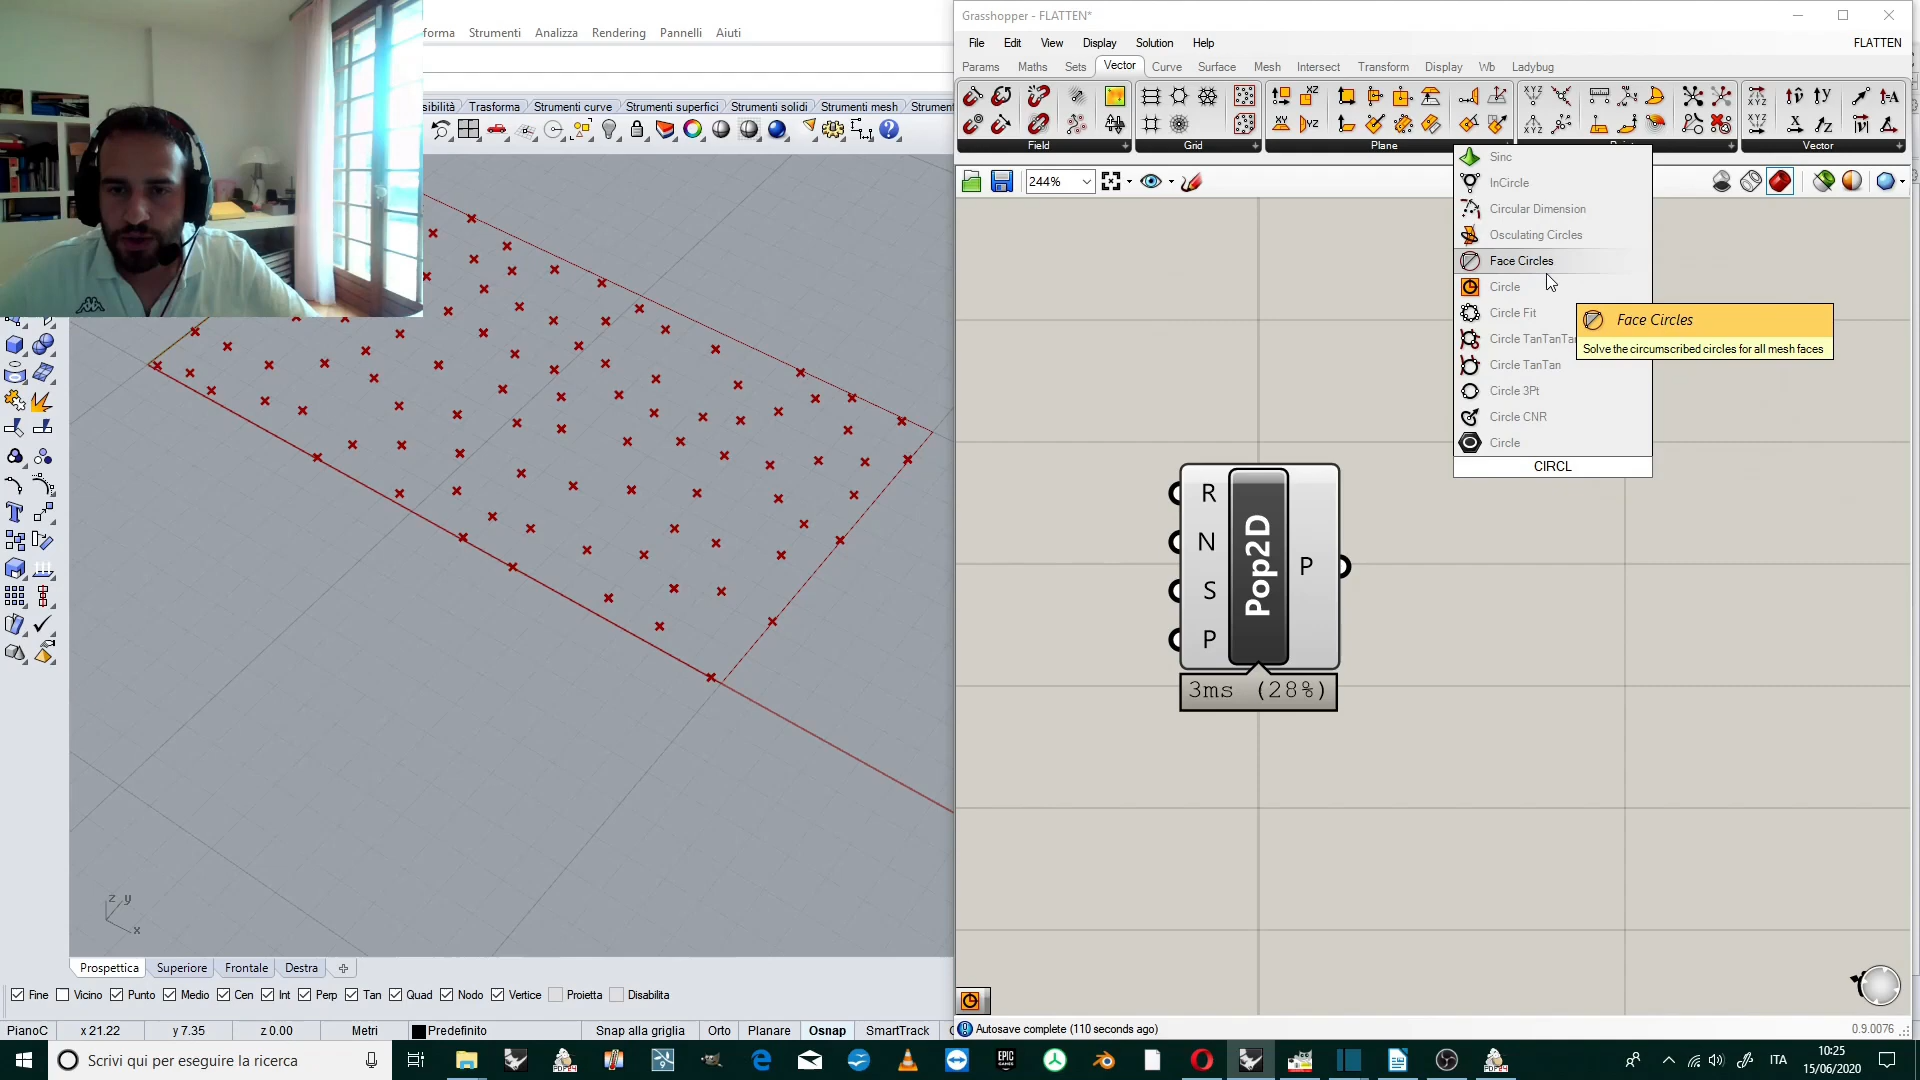 forma Strumenti Analizza Rendering Pannelli Aiuti
sibilità Trasforma Strumenti curve Strumenti superfici Strumenti solidi Strumenti mesh Strumen
z y
x
Prospettica Superiore Frontale Destra
Fine Vicino Punto Medio Cen Int Perp Tan Quad Nodo Vertice Proietta Disabilita
PianoC x 21.22 y 7.35 z 0.00 Metri Predefinito Snap alla griglia Orto Planare Osnap SmartTrack
Grasshopper - FLATTEN*
File Edit View Display Solution Help FLATTEN
Params Maths Sets Vector Curve Surface Mesh Intersect Transform Display Wb Ladybug
Field Grid Plane Vector
244%
Sinc
InCircle
Circular Dimension
Osculating Circles
Face Circles
Circle
Circle Fit
Circle TanTanTan
Circle TanTan
Circle 3Pt
Circle CNR
Circle
CIRCL
Face Circles
Solve the circumscribed circles for all mesh faces
R
N
S
P
Pop2D
P
3ms (28%)
Autosave complete (110 seconds ago) 0.9.0076
Scrivi qui per eseguire la ricerca
ITA
10:25
15/06/2020